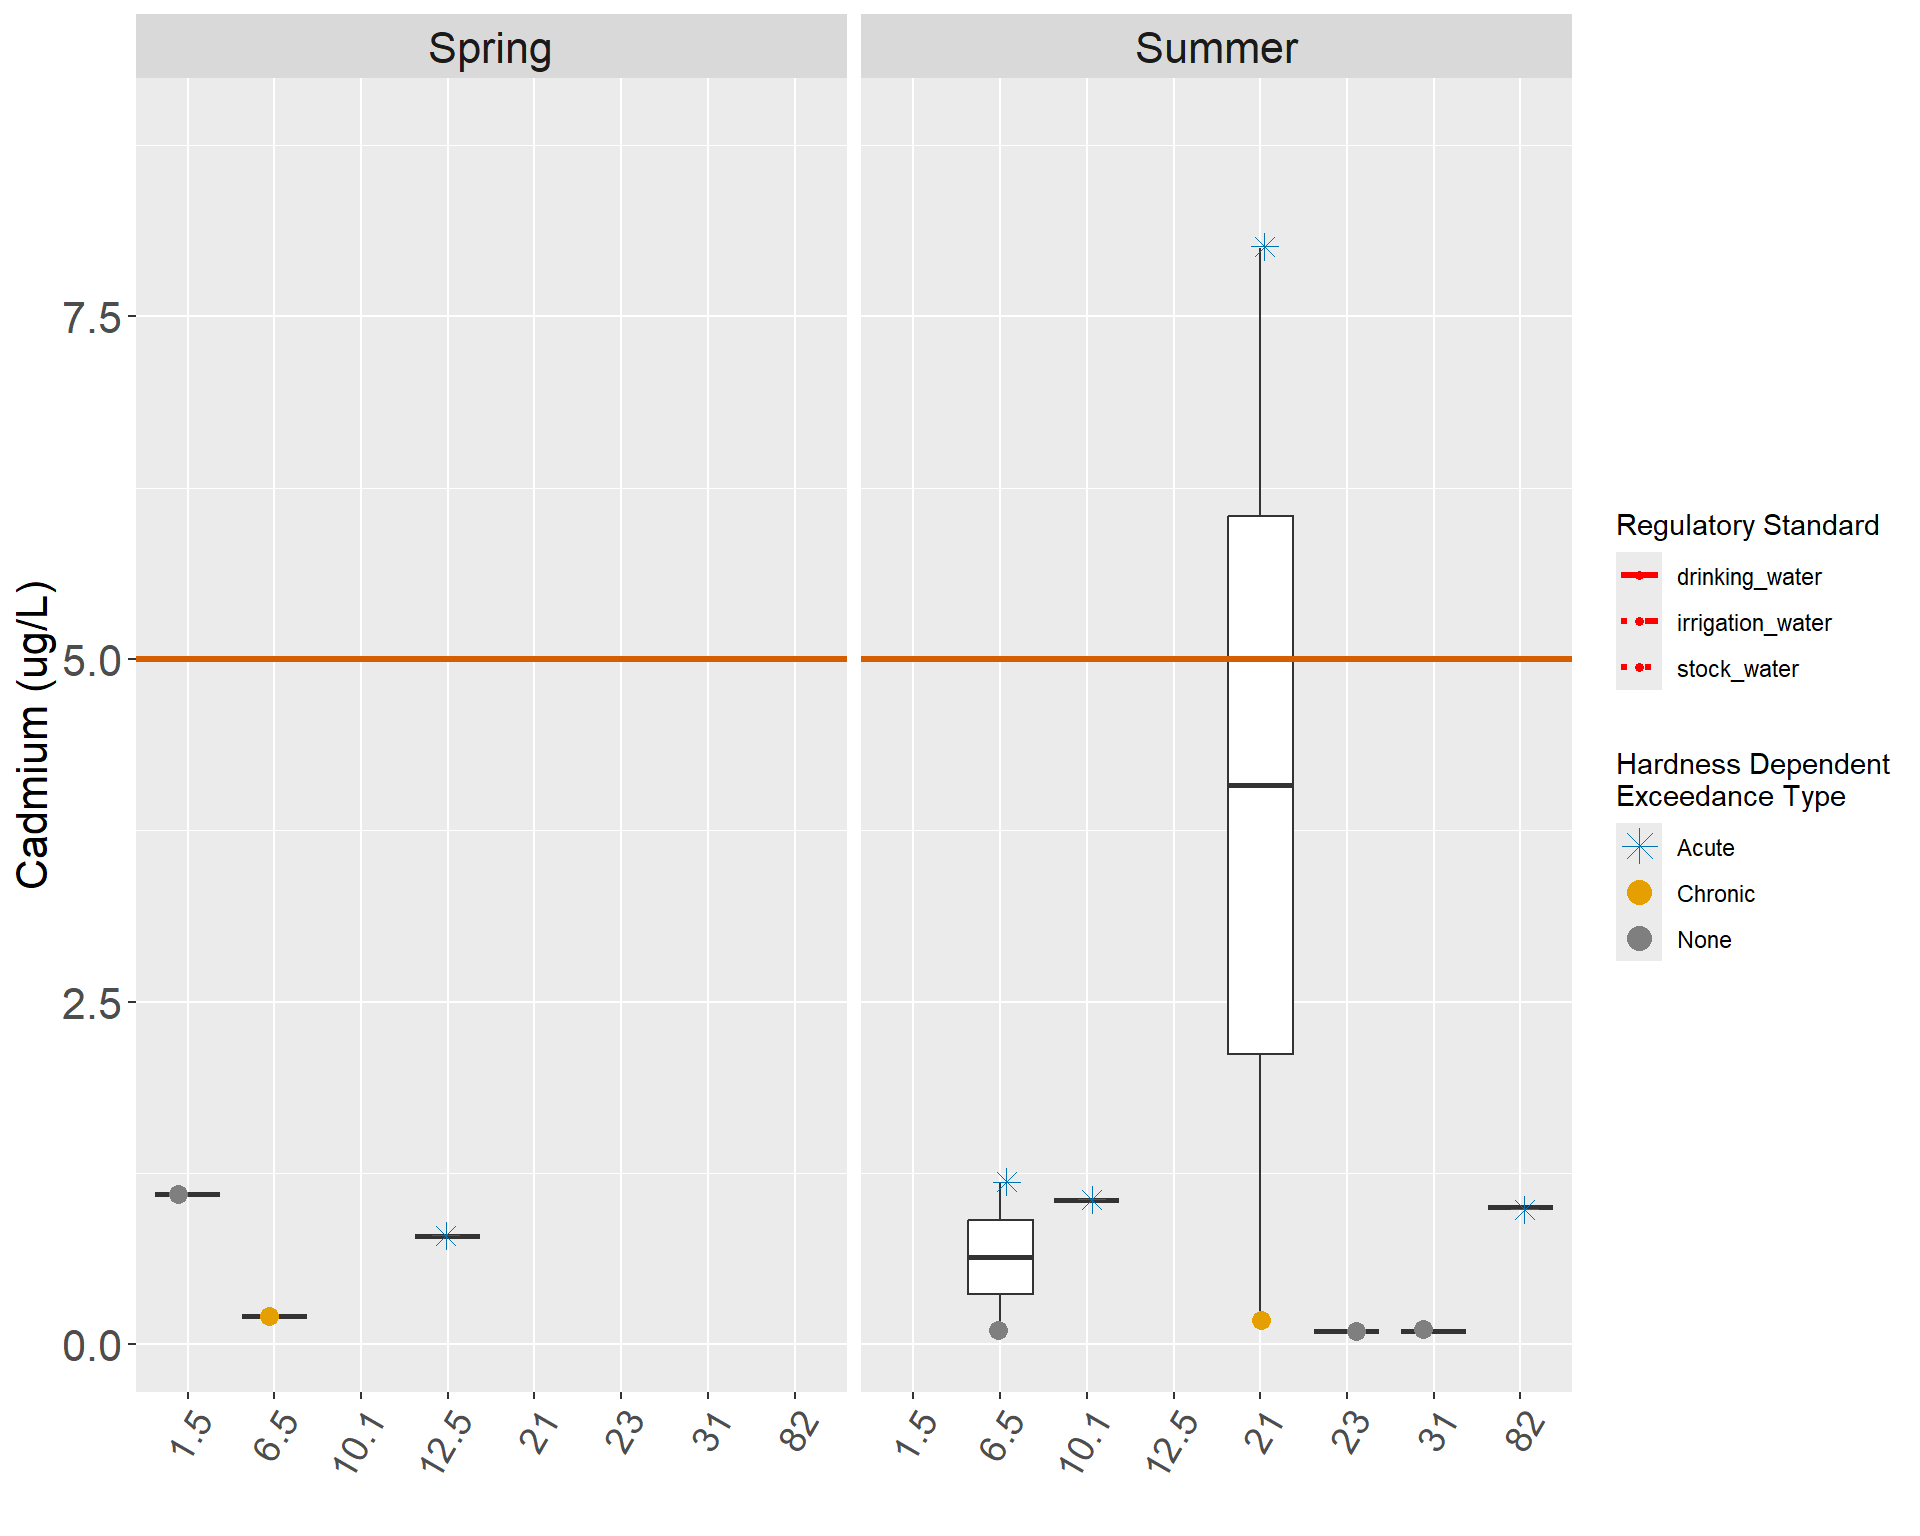 Spring
Summer
Cadmium (ug/L)
7.5
5.0
2.5
0.0
1.5 6.5 10.1 12.5 21 23 31 82
1.5 6.5 10.1 12.5 21 23 31 82
Regulatory Standard
drinking_water
irrigation_water
stock_water
Hardness Dependent
Exceedance Type
Acute
Chronic
None